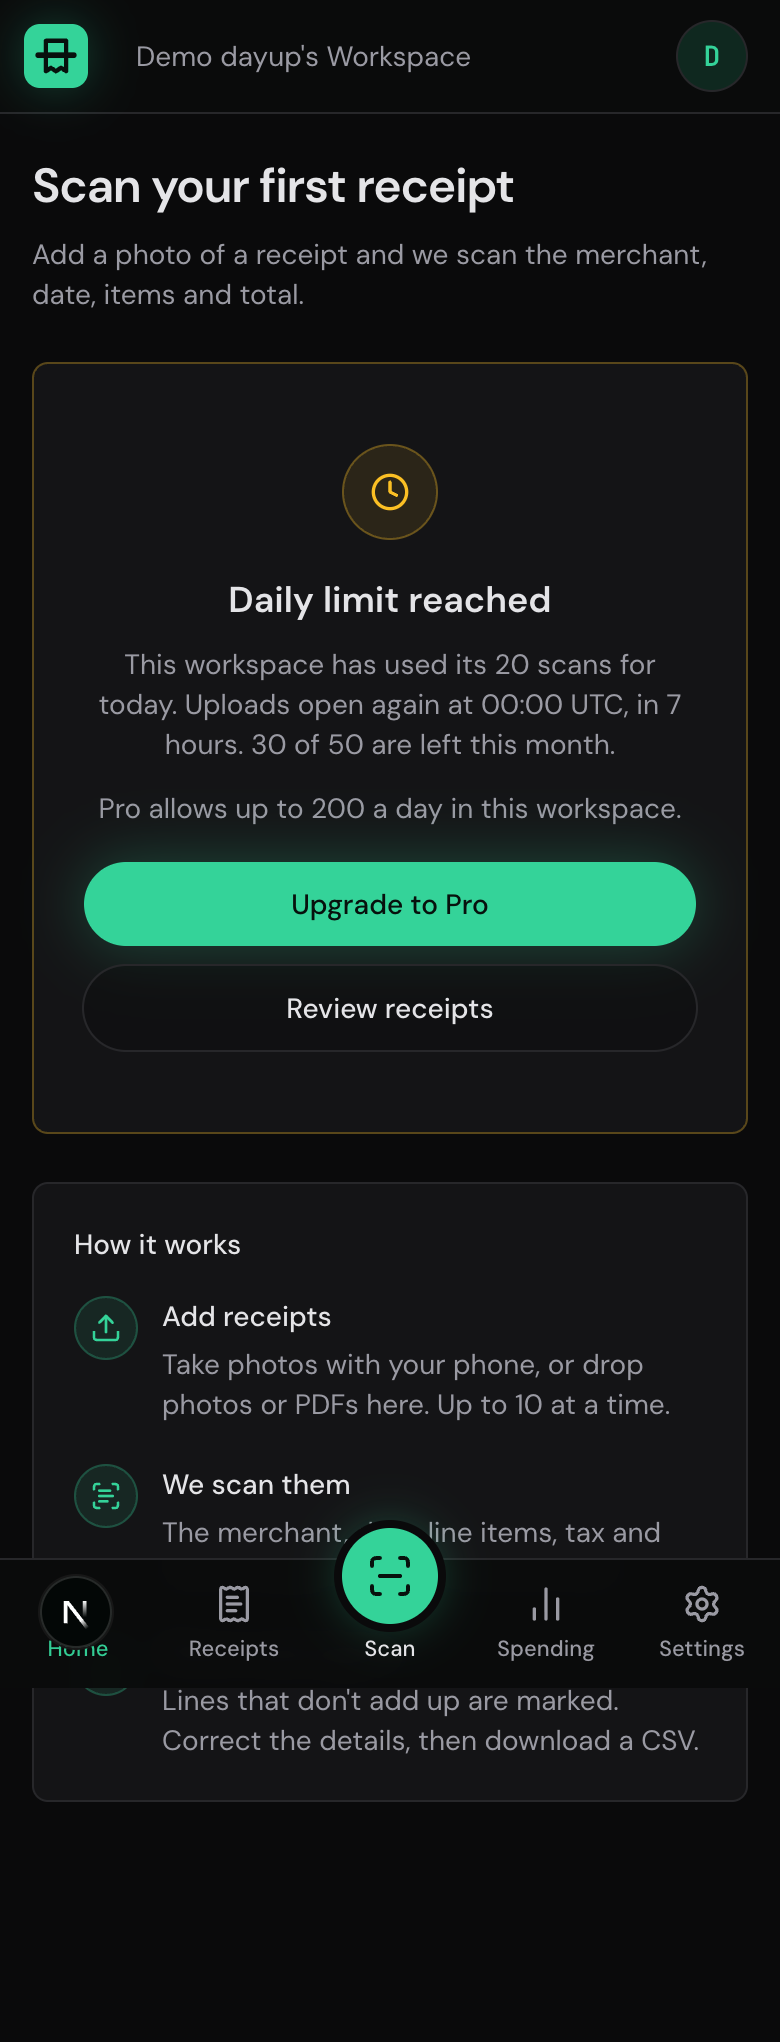 Demo dayup's Workspace
D
Scan your first receipt
Add a photo of a receipt and we scan the merchant,
date, items and total.
Daily limit reached
This workspace has used its 20 scans for
today. Uploads open again at 00:00 UTC, in 7
hours. 30 of 50 are left this month.
Pro allows up to 200 a day in this workspace.
Upgrade to Pro
Review receipts
How it works
Add receipts
Take photos with your phone, or drop
photos or PDFs here. Up to 10 at a time.
We scan them
The merchant, line items, tax and
N
Home
Receipts
Scan
Spending
Settings
Lines that don't add up are marked.
Correct the details, then download a CSV.